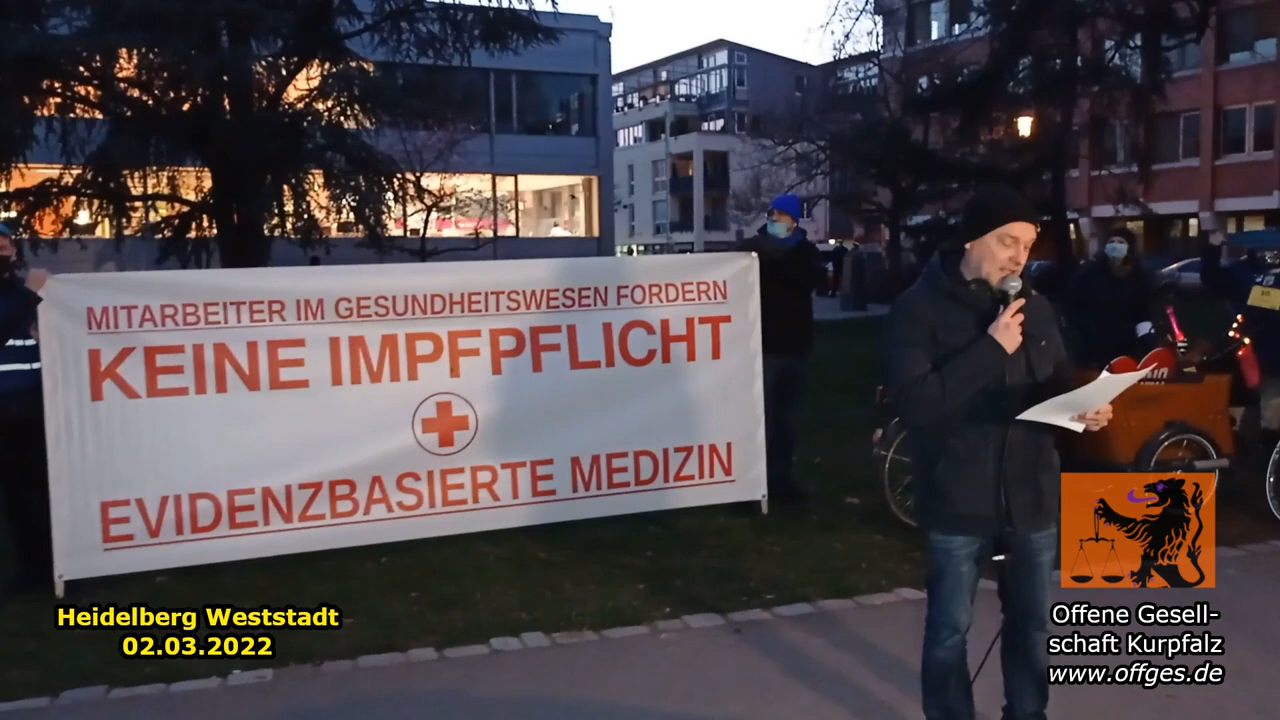 MITARBEITER IM GESUNDHEITSWESEN FORDERN
KEINE IMPFPFLICHT
EVIDENZBASIERTE MEDIZIN
Heidelberg Weststadt
02.03.2022
Offene Gesell-
schaft Kurpfalz
www.offges.de